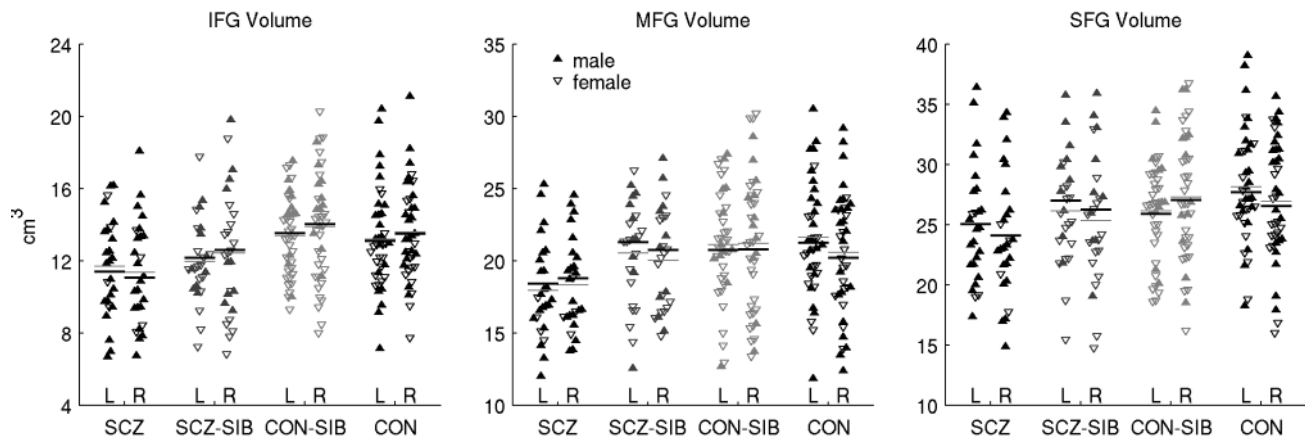 IFG Volume
24
20
16
12
8
4
cm³
L R L R L R L R
SCZ SCZ-SIB CON-SIB CON
MFG Volume
male
female
35
30
25
20
15
10
L R L R L R L R
SCZ SCZ-SIB CON-SIB CON
SFG Volume
40
35
30
25
20
15
10
L R L R L R L R
SCZ SCZ-SIB CON-SIB CON